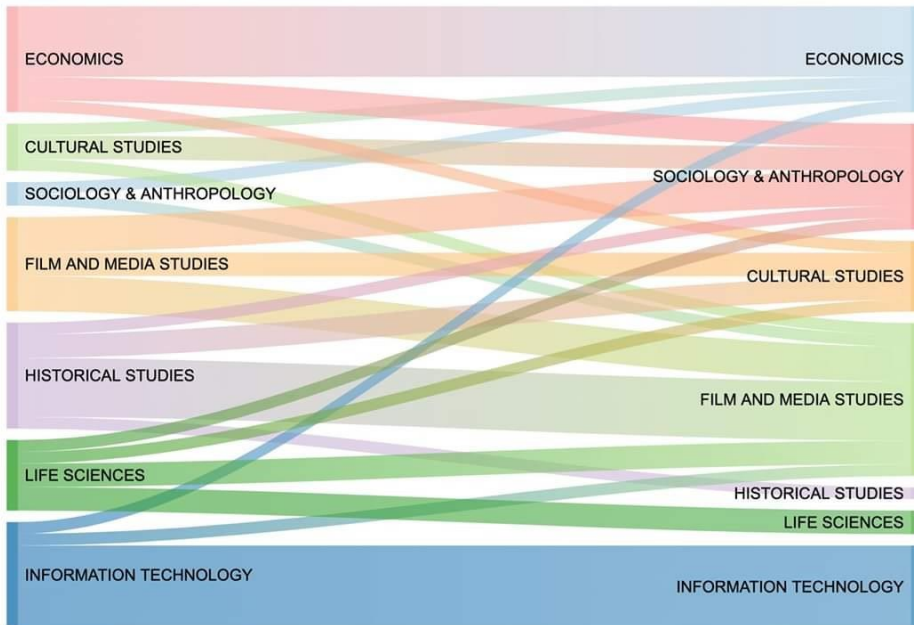 ECONOMICS
CULTURAL STUDIES
SOCIOLOGY & ANTHROPOLOGY
FILM AND MEDIA STUDIES
HISTORICAL STUDIES
LIFE SCIENCES
INFORMATION TECHNOLOGY
ECONOMICS
SOCIOLOGY & ANTHROPOLOGY
CULTURAL STUDIES
FILM AND MEDIA STUDIES
HISTORICAL STUDIES
LIFE SCIENCES
INFORMATION TECHNOLOGY